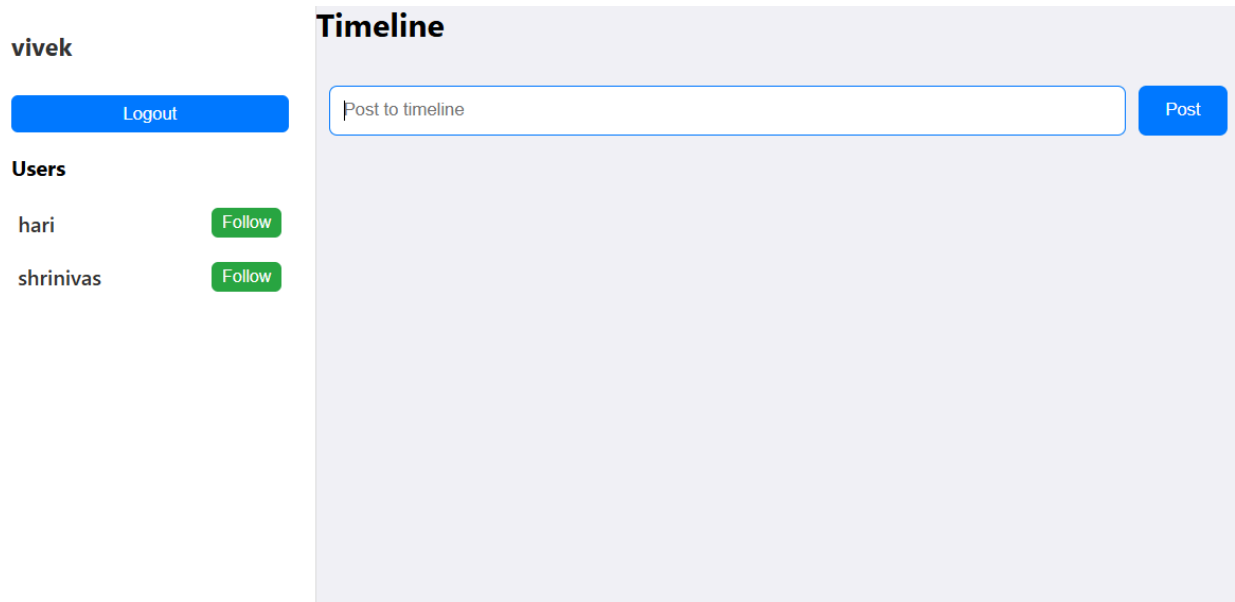 vivek
Logout
Users
hari Follow
shrinivas Follow
Timeline
Post to timeline Post